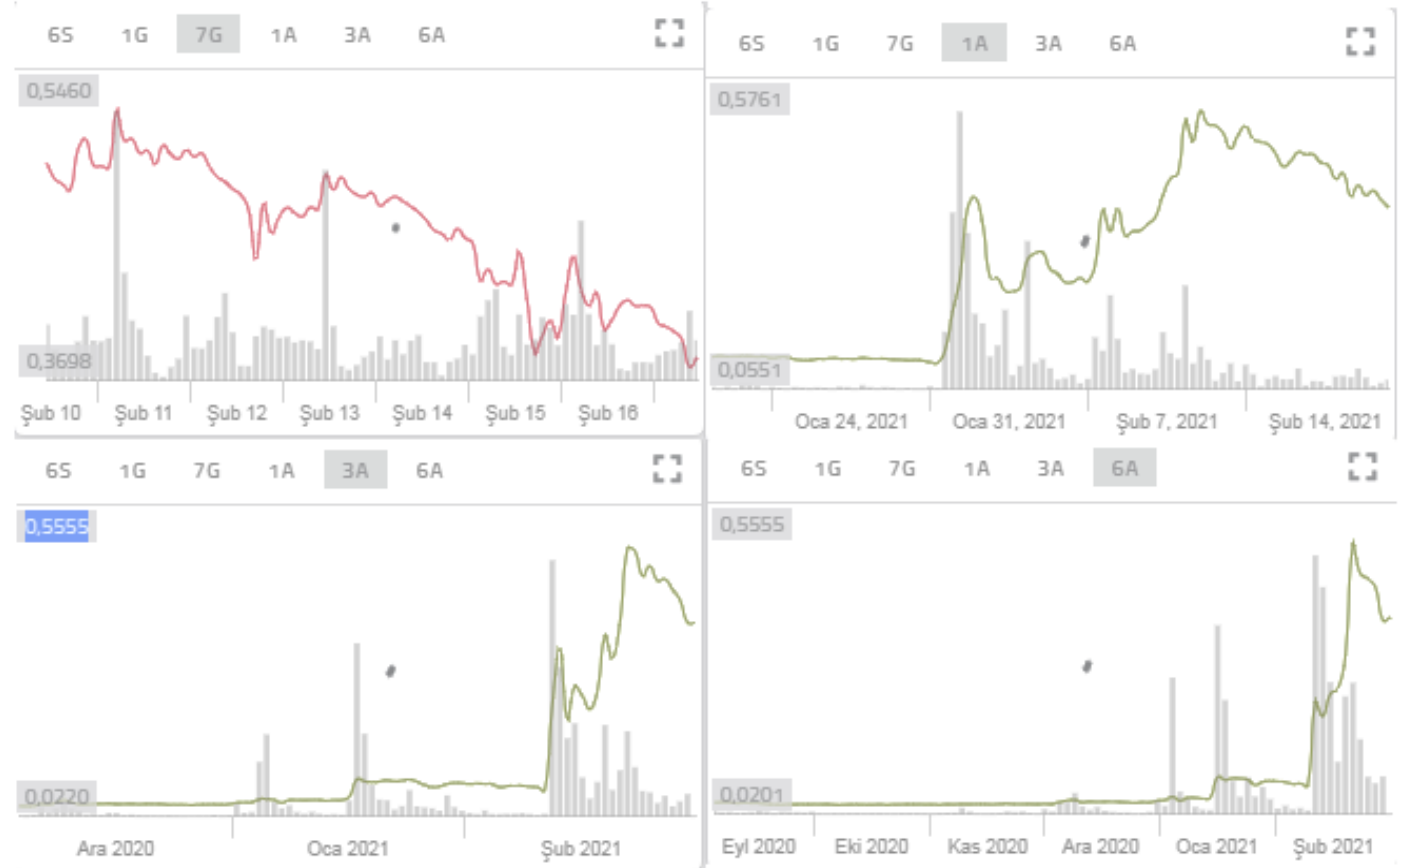 6S 1G 7G 1A 3A 6A
0,5460
0,3698
Şub 10 Şub 11 Şub 12 Şub 13 Şub 14 Şub 15 Şub 16
6S 1G 7G 1A 3A 6A
0,5761
0,0551
Oca 24, 2021 Oca 31, 2021 Şub 7, 2021 Şub 14, 2021
6S 1G 7G 1A 3A 6A
0,5555
0,0220
Ara 2020 Oca 2021 Şub 2021
6S 1G 7G 1A 3A 6A
0,5555
0,0201
Eyl 2020 Eki 2020 Kas 2020 Ara 2020 Oca 2021 Şub 2021